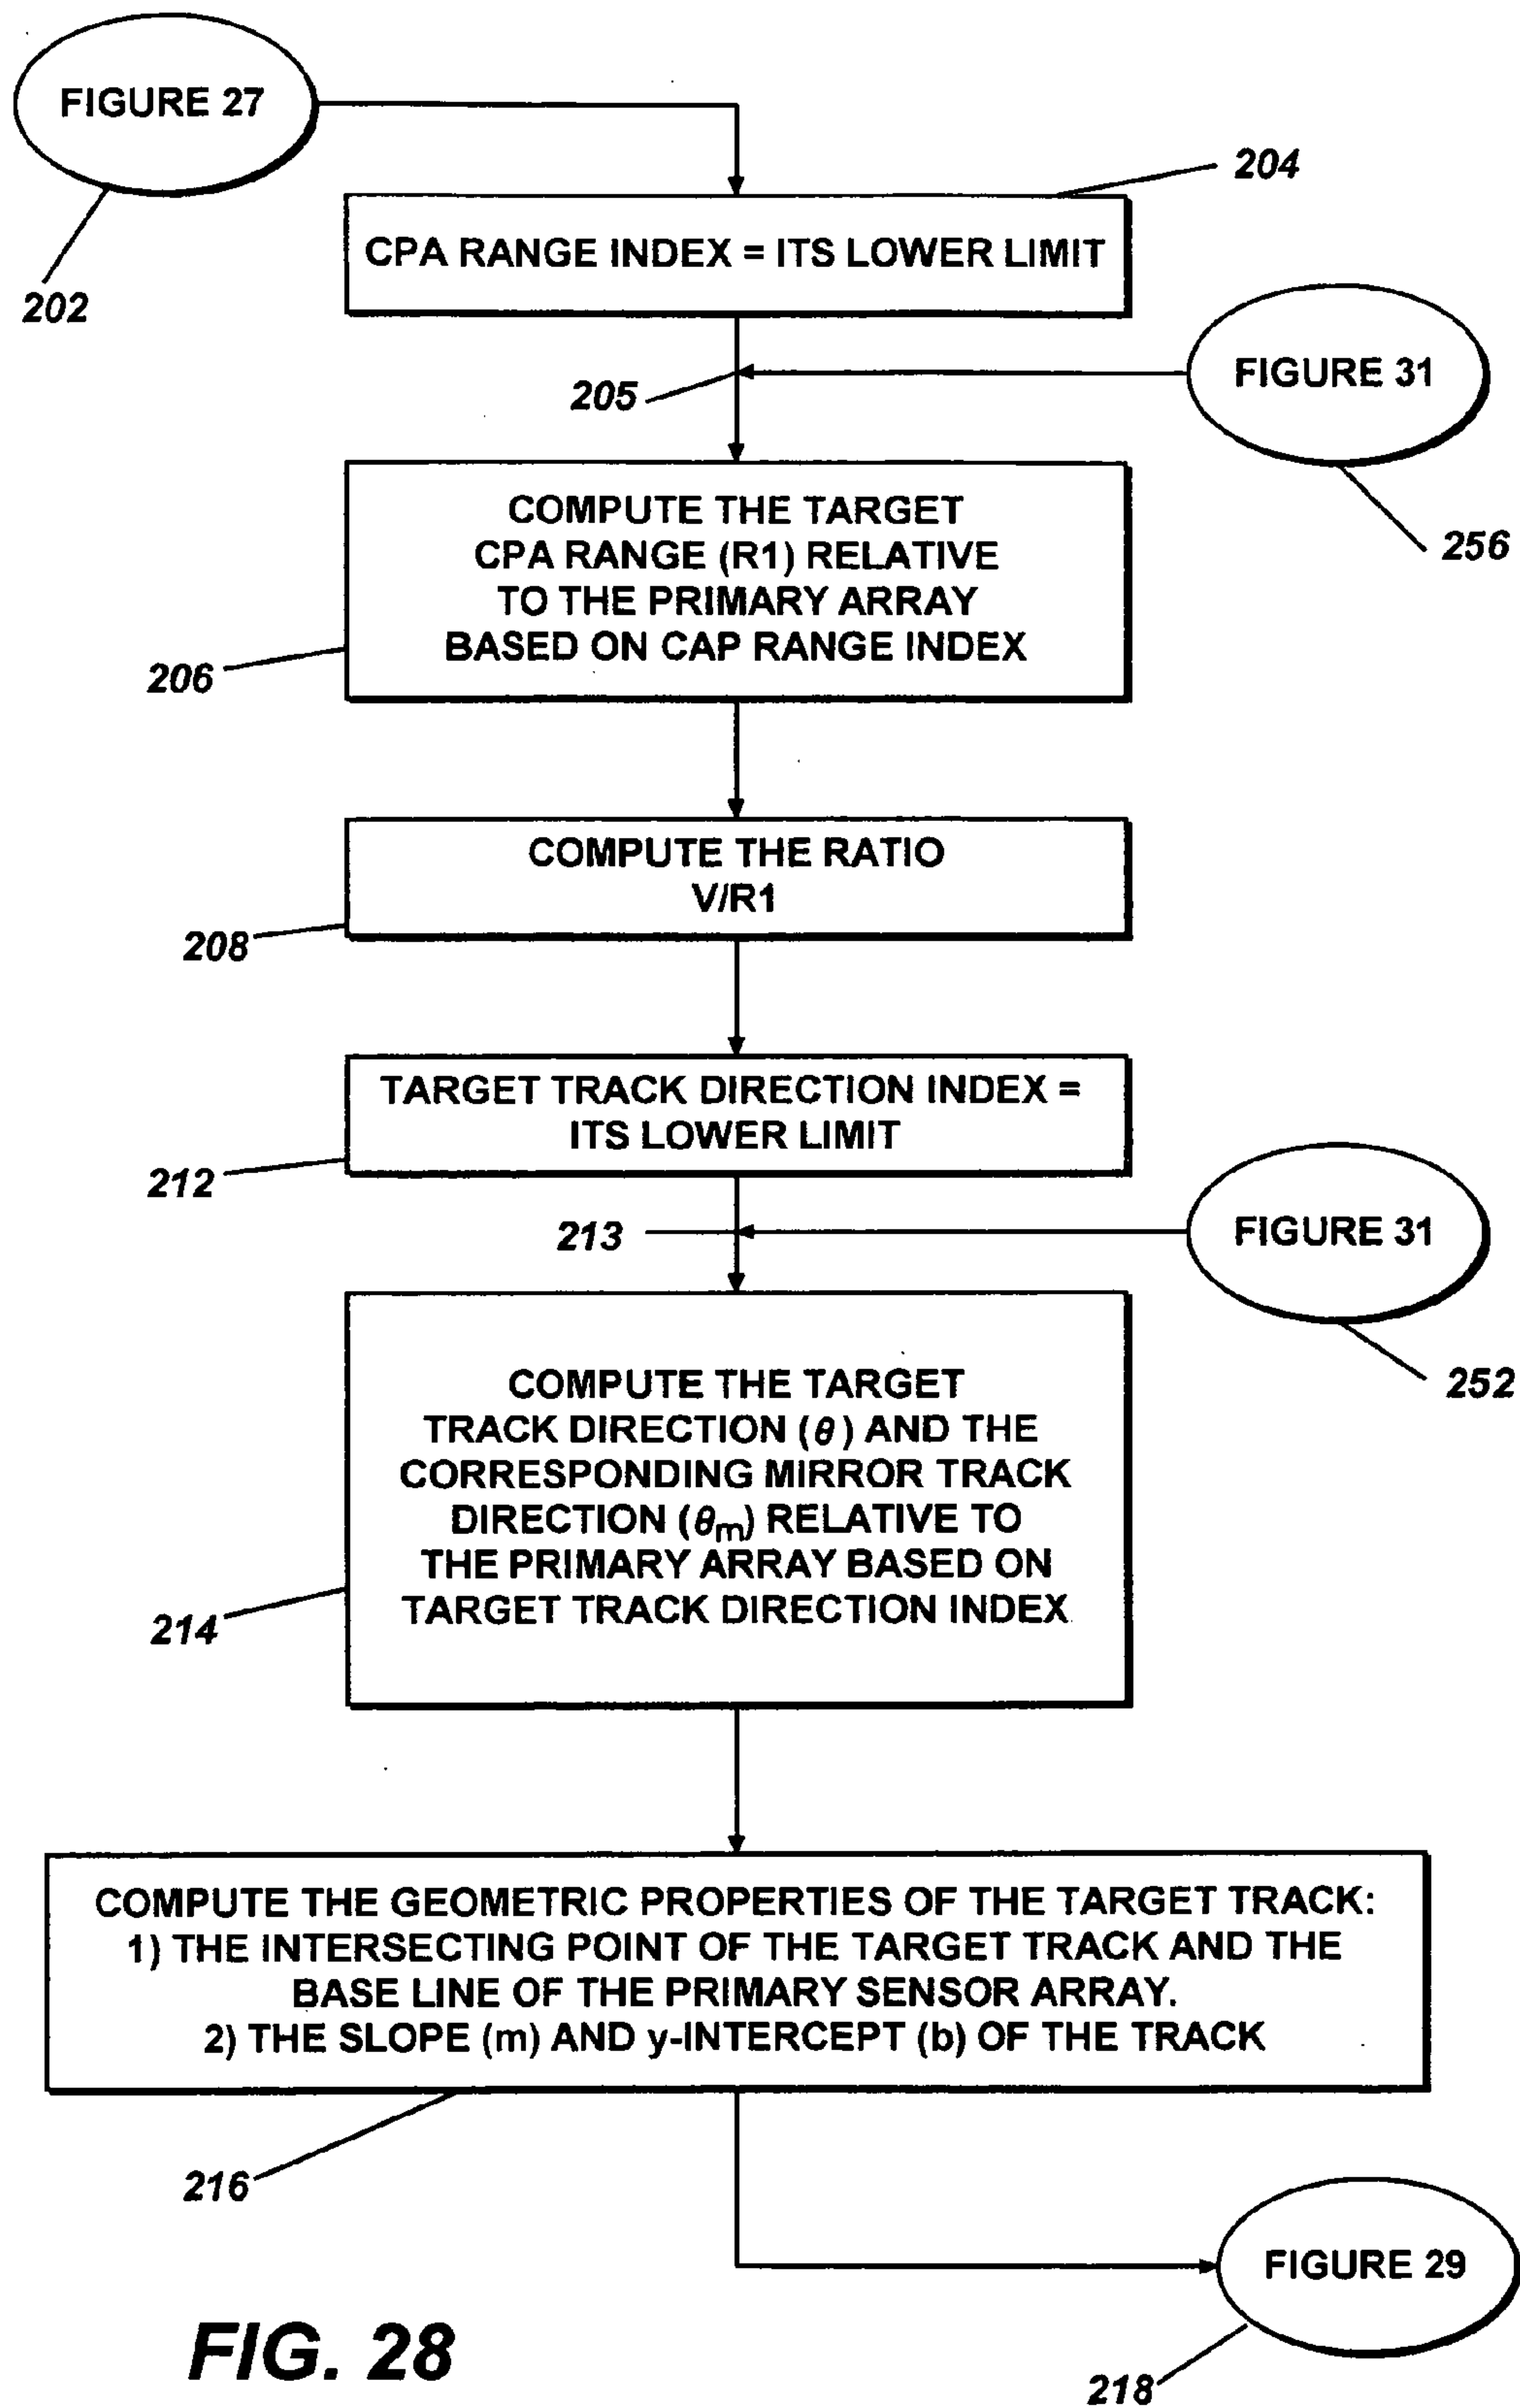 FIGURE 27
202
204
CPA RANGE INDEX = ITS LOWER LIMIT
205
FIGURE 31
256
COMPUTE THE TARGET
CPA RANGE (R1) RELATIVE
TO THE PRIMARY ARRAY
BASED ON CAP RANGE INDEX
206
COMPUTE THE RATIO
V/R1
208
TARGET TRACK DIRECTION INDEX =
ITS LOWER LIMIT
212
213
FIGURE 31
252
COMPUTE THE TARGET
TRACK DIRECTION (θ) AND THE
CORRESPONDING MIRROR TRACK
DIRECTION (θm) RELATIVE TO
THE PRIMARY ARRAY BASED ON
TARGET TRACK DIRECTION INDEX
214
COMPUTE THE GEOMETRIC PROPERTIES OF THE TARGET TRACK:
1) THE INTERSECTING POINT OF THE TARGET TRACK AND THE
BASE LINE OF THE PRIMARY SENSOR ARRAY.
2) THE SLOPE (m) AND y-INTERCEPT (b) OF THE TRACK
216
FIGURE 29
218
FIG. 28